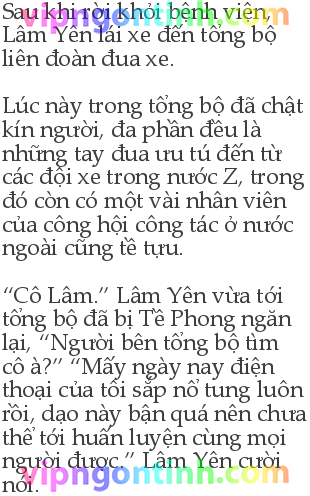 Sau khi rời khỏi bệnh viện,
Lâm Yên lái xe đến tổng bộ
liên đoàn đua xe.
Lúc này trong tổng bộ đã chật
kín người, đa phần đều là
những tay đua ưu tú đến từ
các đội xe trong nước Z, trong
đó còn có một vài nhân viên
của công hội công tác ở nước
ngoài cũng tề tựu.
“Cô Lâm.” Lâm Yên vừa tới
tổng bộ đã bị Tề Phong ngăn
lại, “Người bên tổng bộ tìm
cô à?” “Mấy ngày nay điện
thoại của tôi sắp nổ tung luôn
rồi, dạo này bận quá nên chưa
thể tới huấn luyện cùng mọi
người được.” Lâm Yên cười
nói.
vipngontinh.com
vipngontinh.com